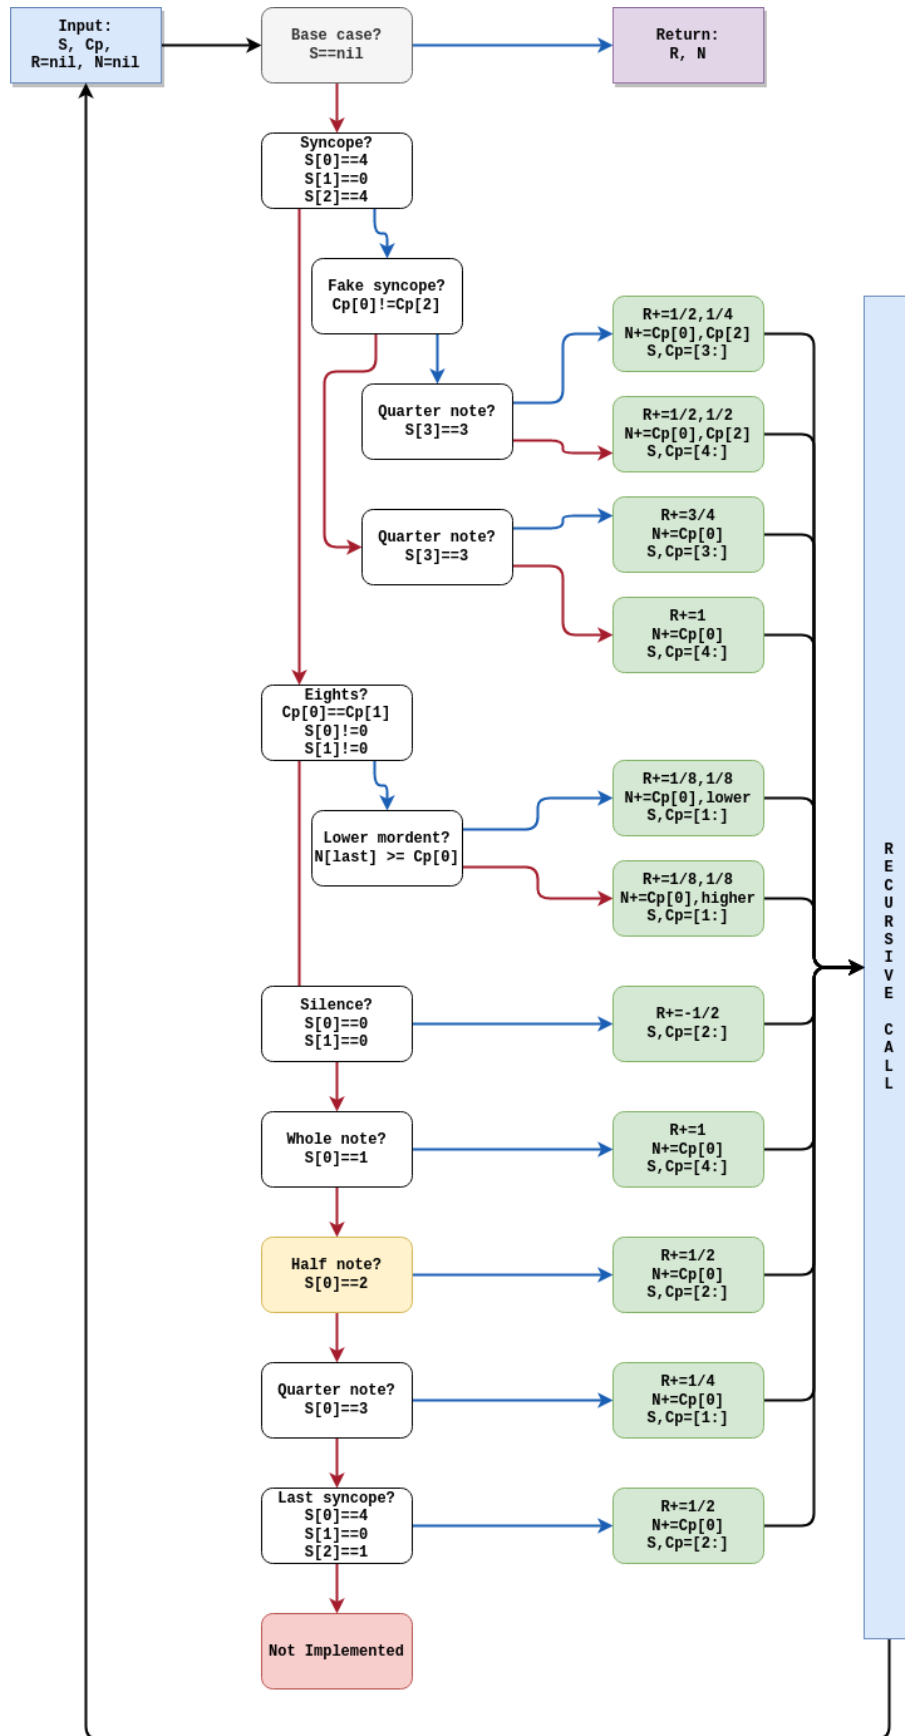 Input:
S, Cp,
R=nil, N=nil
Base case?
S==nil
Return:
R, N
Syncope?
S[0]==4
S[1]==0
S[2]==4
Fake syncope?
Cp[0]!=Cp[2]
Quarter note?
S[3]==3
R+=1/2,1/4
N+=Cp[0],Cp[2]
S,Cp=[3:]
R+=1/2,1/2
N+=Cp[0],Cp[2]
S,Cp=[4:]
Quarter note?
S[3]==3
R+=3/4
N+=Cp[0]
S,Cp=[3:]
R+=1
N+=Cp[0]
S,Cp=[4:]
Eights?
Cp[0]==Cp[1]
S[0]!=0
S[1]!=0
Lower mordent?
N[last] >= Cp[0]
R+=1/8,1/8
N+=Cp[0],lower
S,Cp=[1:]
R+=1/8,1/8
N+=Cp[0],higher
S,Cp=[1:]
Silence?
S[0]==0
S[1]==0
R+=-1/2
S,Cp=[2:]
Whole note?
S[0]==1
R+=1
N+=Cp[0]
S,Cp=[4:]
Half note?
S[0]==2
R+=1/2
N+=Cp[0]
S,Cp=[2:]
Quarter note?
S[0]==3
R+=1/4
N+=Cp[0]
S,Cp=[1:]
Last syncope?
S[0]==4
S[1]==0
S[2]==1
R+=1/2
N+=Cp[0]
S,Cp=[2:]
Not Implemented
RECURSIVE CALL